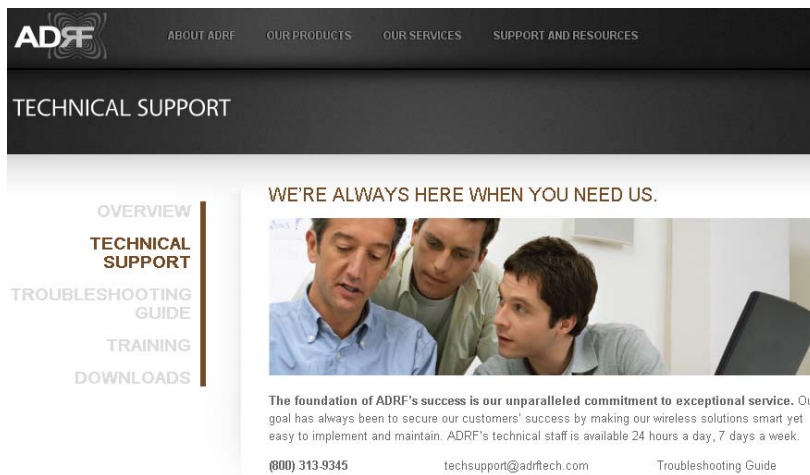 ADRF
ABOUT ADRF OUR PRODUCTS OUR SERVICES SUPPORT AND RESOURCES
TECHNICAL SUPPORT
OVERVIEW
TECHNICAL
SUPPORT
TROUBLESHOOTING
GUIDE
TRAINING
DOWNLOADS
WE'RE ALWAYS HERE WHEN YOU NEED US.
The foundation of ADRF's success is our unparalleled commitment to exceptional service.
goal has always been to secure our customers' success by making our wireless solutions smart yet
easy to implement and maintain. ADRF's technical staff is available 24 hours a day, 7 days a week.
(800) 313-9345 techsupport@adrftech.com Troubleshooting Guide